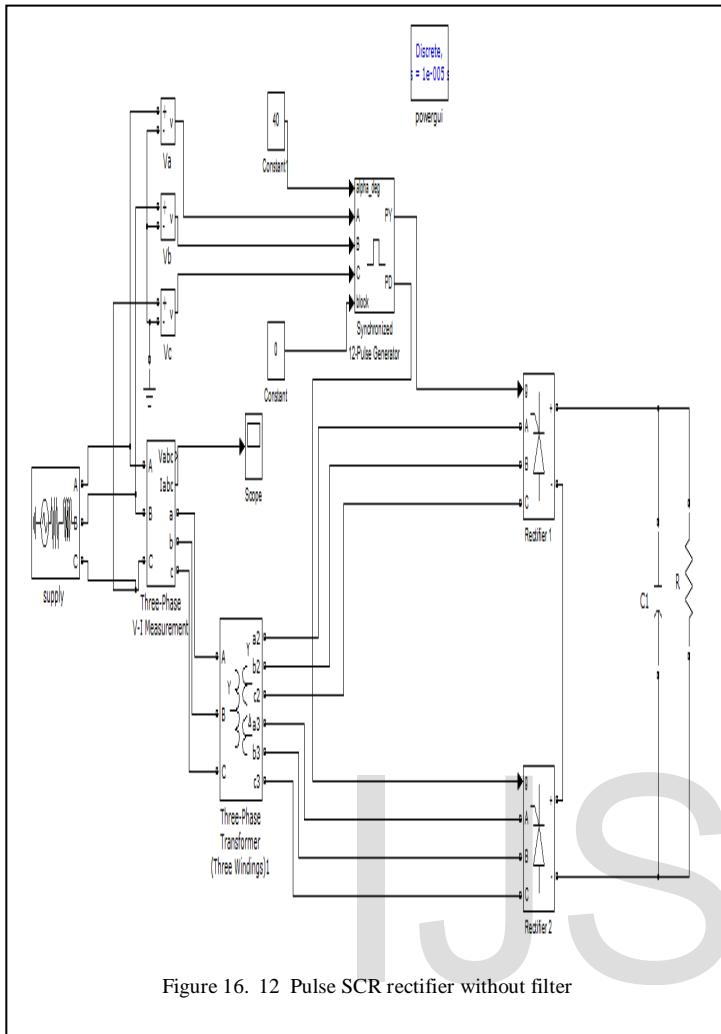 Discrete,
s = 1e-005 s
powergui
+
-
v
Va
40
Constant1
alpha_deg
A
B
C
block
PY
PD
Synchronized
12-Pulse Generator
+
-
v
Vb
+
-
v
Vc
0
Constant
Scope
A
B
C
supply
A
B
C
Vabc
Iabc
a
b
c
Three-Phase
V-I Measurement
g
A
B
C
+
-
Rectifier 1
C1
R
A
B
C
Y
Y
a2
b2
c2
a3
b3
c3
Three-Phase
Transformer
(Three Windings)1
g
A
B
C
+
-
Rectifier 2
IJS
Figure 16. 12 Pulse SCR rectifier without filter